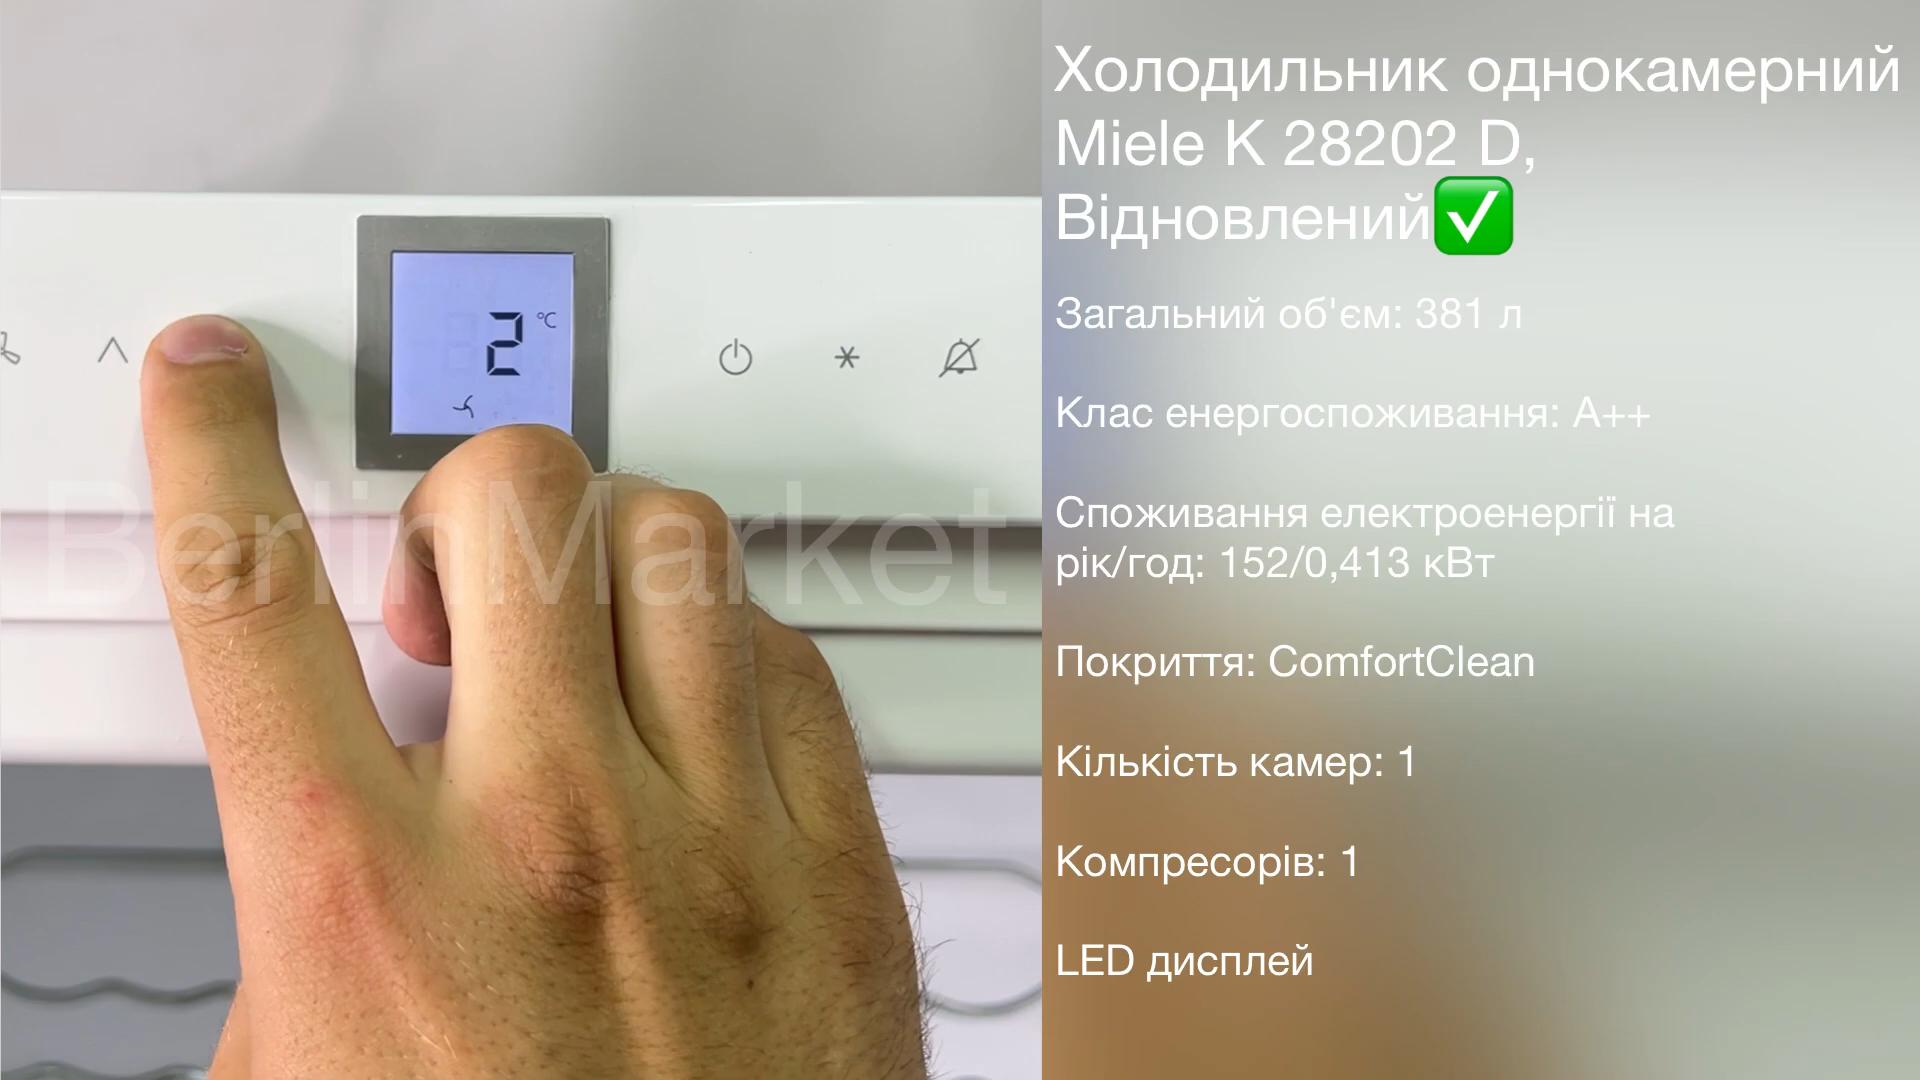 2 °C
BerlinMarket
Холодильник однокамерний
Miele K 28202 D,
Відновлений✅
Загальний об'єм: 381 л
Клас енергоспоживання: A++
Споживання електроенергії на
рік/год: 152/0,413 кВт
Покриття: ComfortClean
Кількість камер: 1
Компресорів: 1
LED дисплей